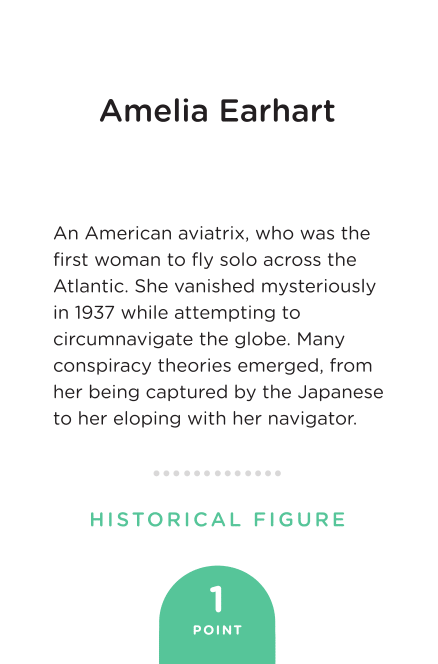 Amelia Earhart
An American aviatrix, who was the
first woman to fly solo across the
Atlantic. She vanished mysteriously
in 1937 while attempting to
circumnavigate the globe. Many
conspiracy theories emerged, from
her being captured by the Japanese
to her eloping with her navigator.
HISTORICAL FIGURE
1
POINT